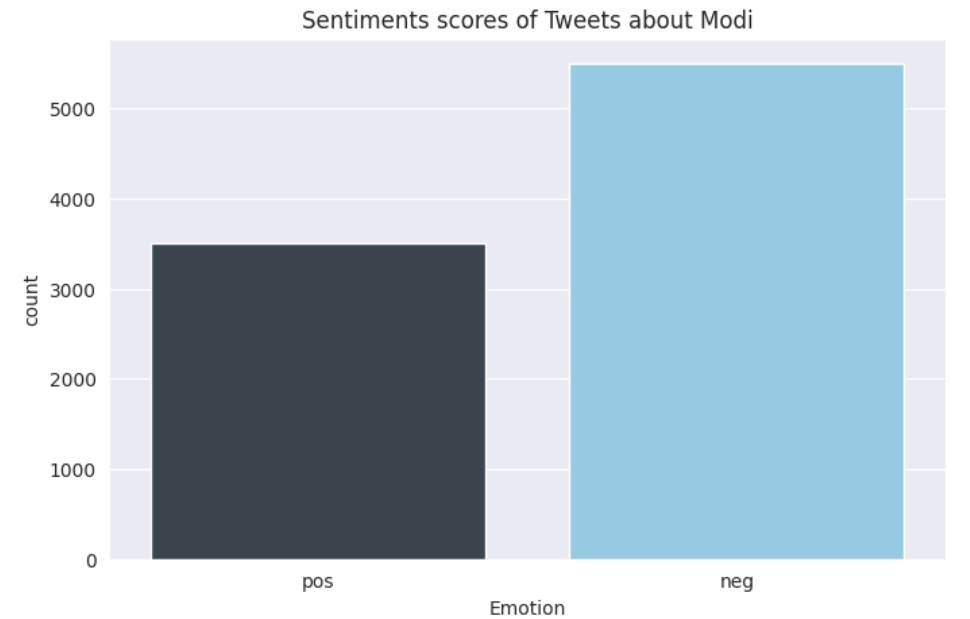 Sentiments scores of Tweets about Modi
5000
4000
3000
2000
1000
0
count
pos
neg
Emotion